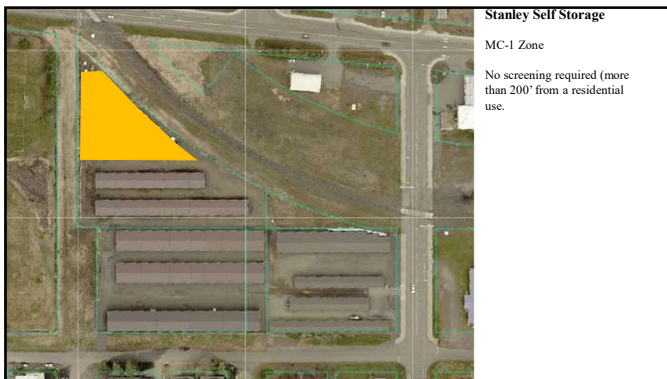 Stanley Self Storage
MC-1 Zone
No screening required (more
than 200' from a residential
use.